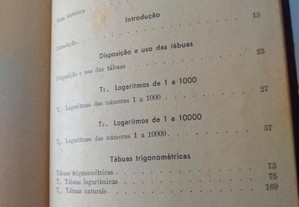 Introdução
Introdução 15
Disposição e uso das tábuas
Disposição e uso das tábuas 23
T₁. Logaritmos de 1 a 1000
T₁ Logaritmos dos números 1 a 1000 27
T₂. Logaritmos de 1 a 10000
T₂ Logaritmos dos números 1 a 10000. 37
Tábuas trigonométricas
Tábuas trigonométricas 73
Tábuas logarítmicas 75
Tábuas naturais 169